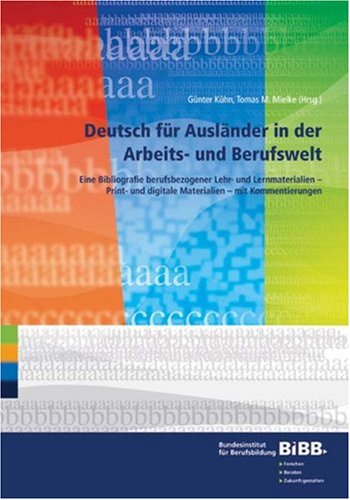 Günter Kühn, Tomas M. Mielke (Hrsg.)
Deutsch für Ausländer in der
Arbeits- und Berufswelt
Eine Bibliografie berufsbezogener Lehr- und Lernmaterialien –
Print- und digitale Materialien – mit Kommentierungen
Bundesinstitut
für Berufsbildung
BiBB
Forschen
Beraten
Zukunft gestalten